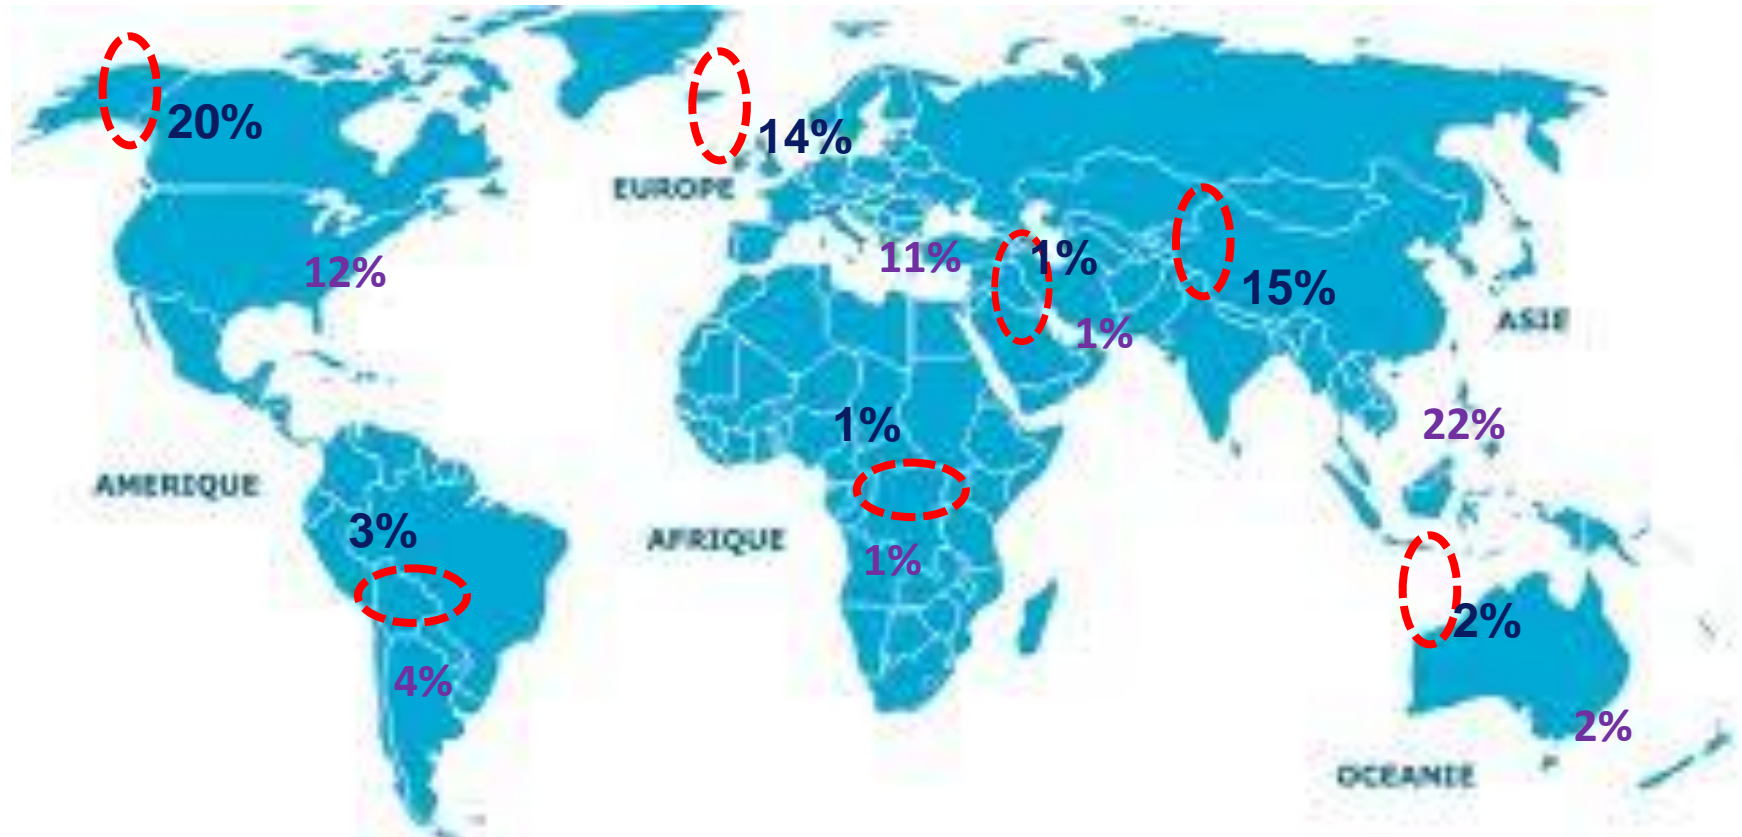 20%
14%
EUROPE
11%
1%
12%
15%
ASIE
1%
1%
22%
AMERIQUE
3%
AFRIQUE
1%
2%
4%
2%
OCEANIE